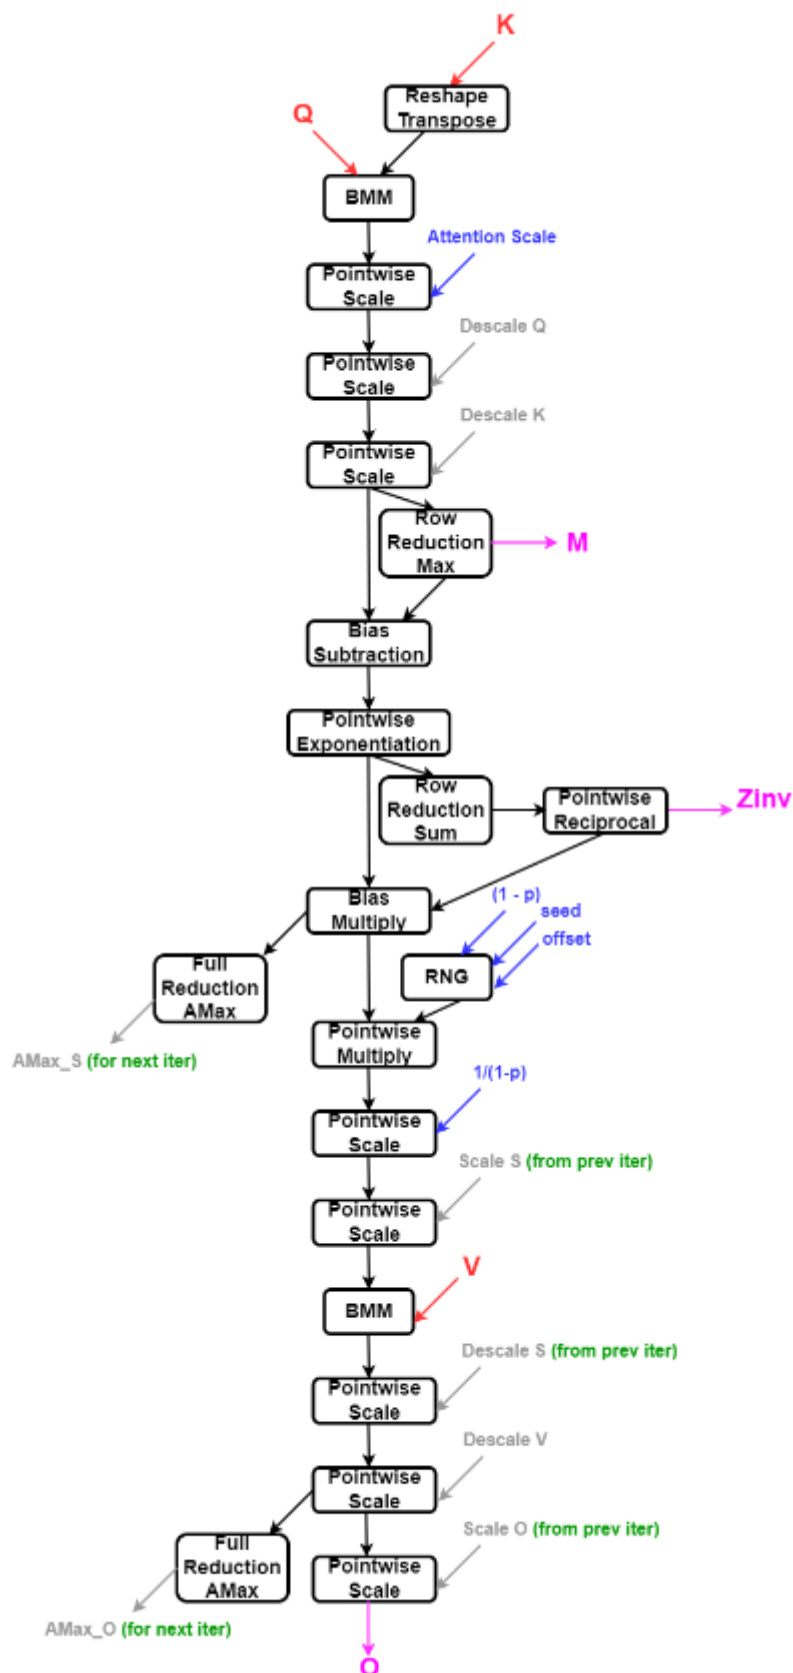 K
Reshape
Transpose
Q
BMM
Attention Scale
Pointwise
Scale
Descale Q
Pointwise
Scale
Descale K
Pointwise
Scale
Row
Reduction
Max
M
Bias
Subtraction
Pointwise
Exponentiation
Row
Reduction
Sum
Pointwise
Reciprocal
Zinv
Bias
Multiply
(1 - p)
seed
offset
Full
Reduction
AMax
RNG
AMax_S (for next iter)
Pointwise
Multiply
1/(1-p)
Pointwise
Scale
Scale S (from prev iter)
Pointwise
Scale
V
BMM
Descale S (from prev iter)
Pointwise
Scale
Descale V
Pointwise
Scale
Scale O (from prev iter)
Full
Reduction
AMax
Pointwise
Scale
AMax_O (for next iter)
O